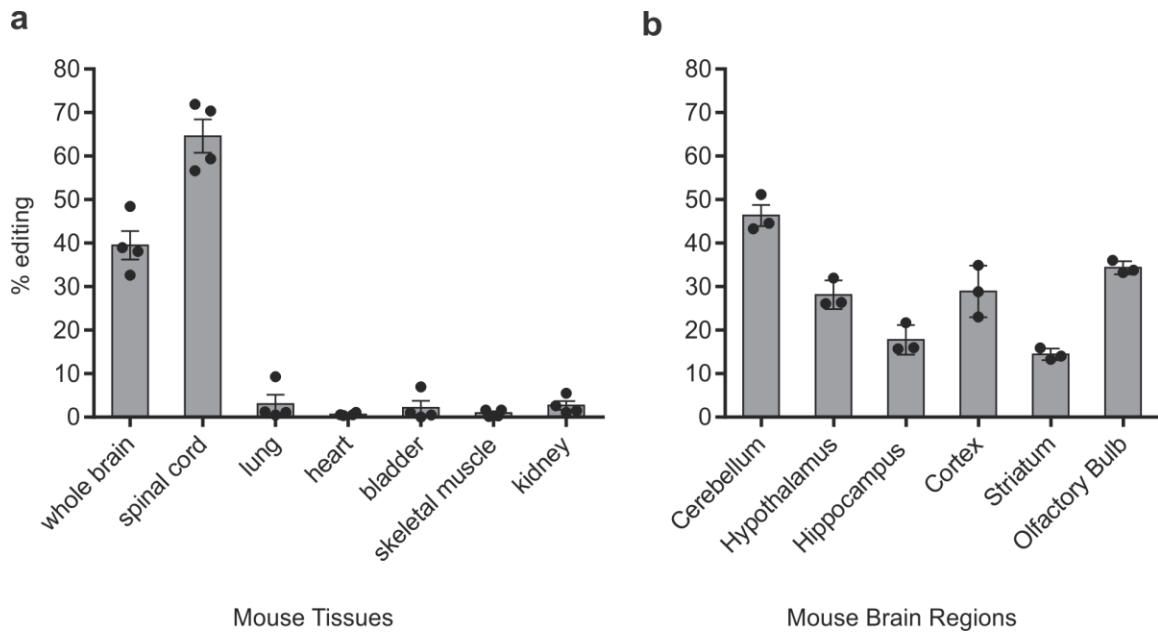 a
80
70
60
50
40
30
20
10
0
% editing
whole brain
spinal cord
lung
heart
bladder
skeletal muscle
kidney
Mouse Tissues
b
80
70
60
50
40
30
20
10
0
Cerebellum
Hypothalamus
Hippocampus
Cortex
Striatum
Olfactory Bulb
Mouse Brain Regions